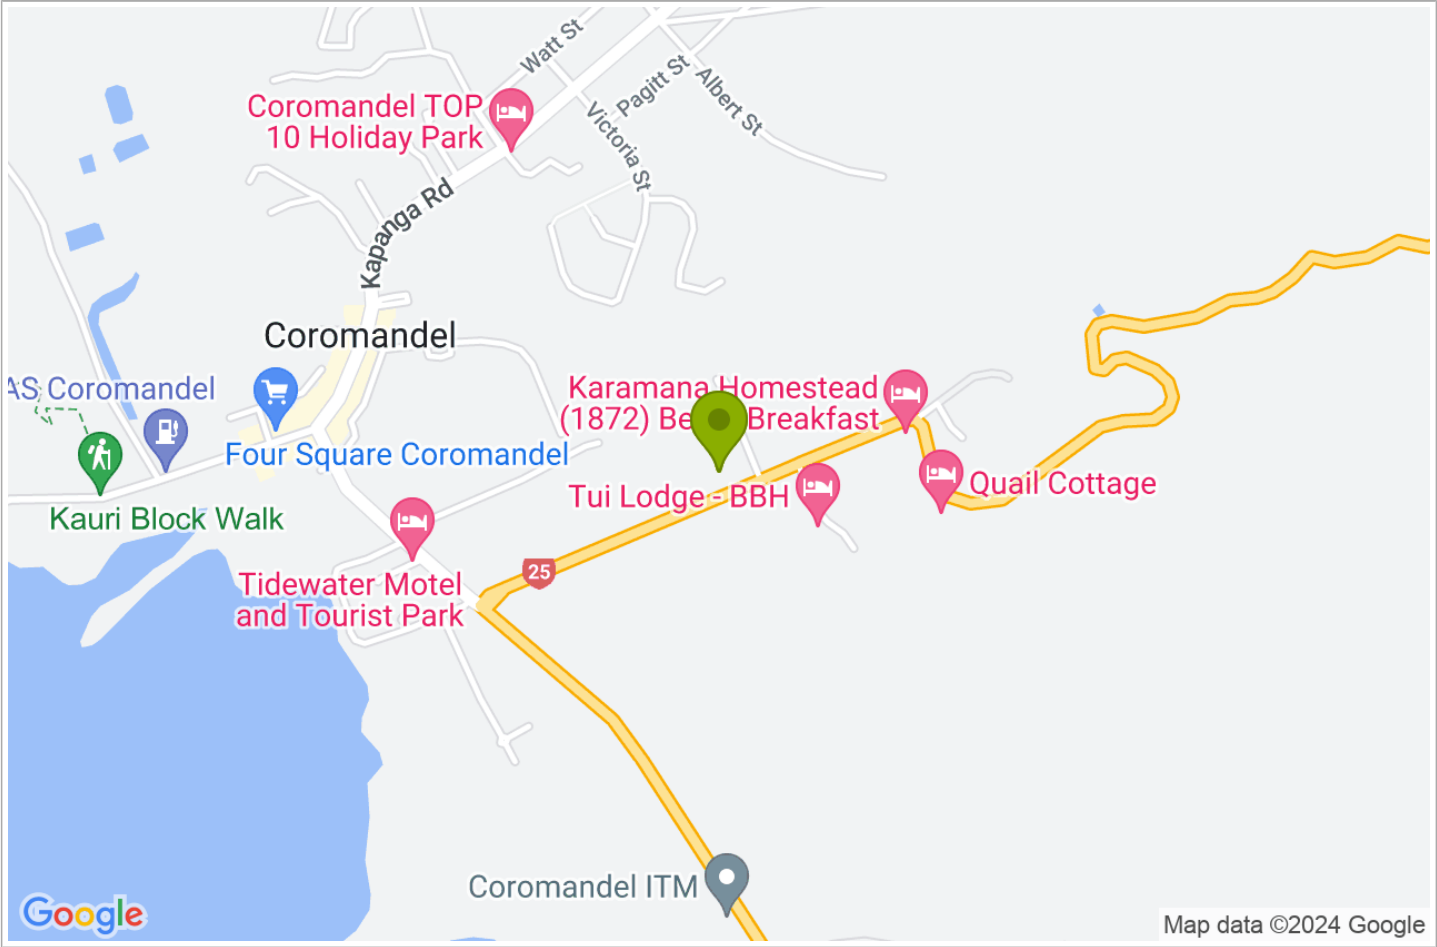 Watt St
Pagitt St
Albert St
Coromandel TOP
10 Holiday Park
Victoria St
Kapanga Rd
Coromandel
AS Coromandel
Karamana Homestead
(1872) Be Breakfast
Four Square Coromandel
Tui Lodge - BBH
Quail Cottage
Kauri Block Walk
25
Tidewater Motel
and Tourist Park
Coromandel ITM
Google
Map data ©2024 Google